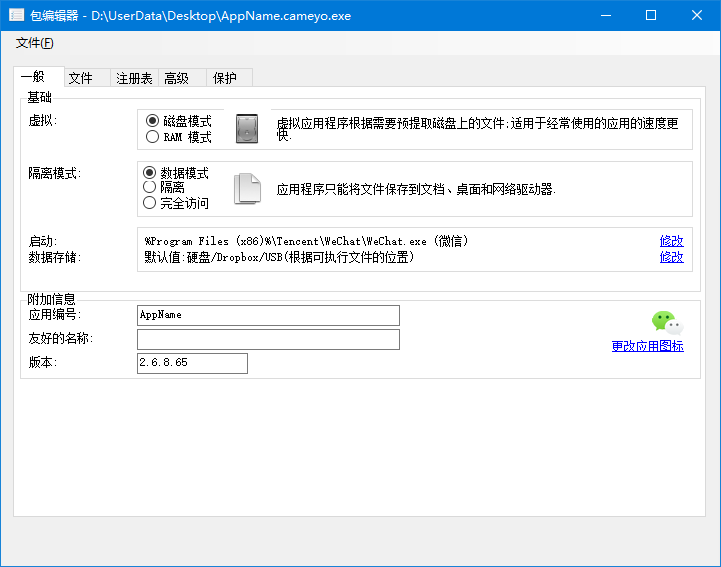 包编辑器 - D:\UserData\Desktop\AppName.cameyo.exe
文件(F)
一般 文件 注册表 高级 保护
基础
虚拟:
磁盘模式
RAM 模式
虚拟应用程序根据需要预提取磁盘上的文件;适用于经常使用的应用的速度更
快.
隔离模式:
数据模式
隔离
完全访问
应用程序只能将文件保存到文档、桌面和网络驱动器.
启动: %Program Files (x86)%\Tencent\WeChat\WeChat.exe (微信) 修改
数据存储: 默认值:硬盘/Dropbox/USB(根据可执行文件的位置) 修改
附加信息
应用编号: AppName
友好的名称:
版本: 2.6.8.65
更改应用图标